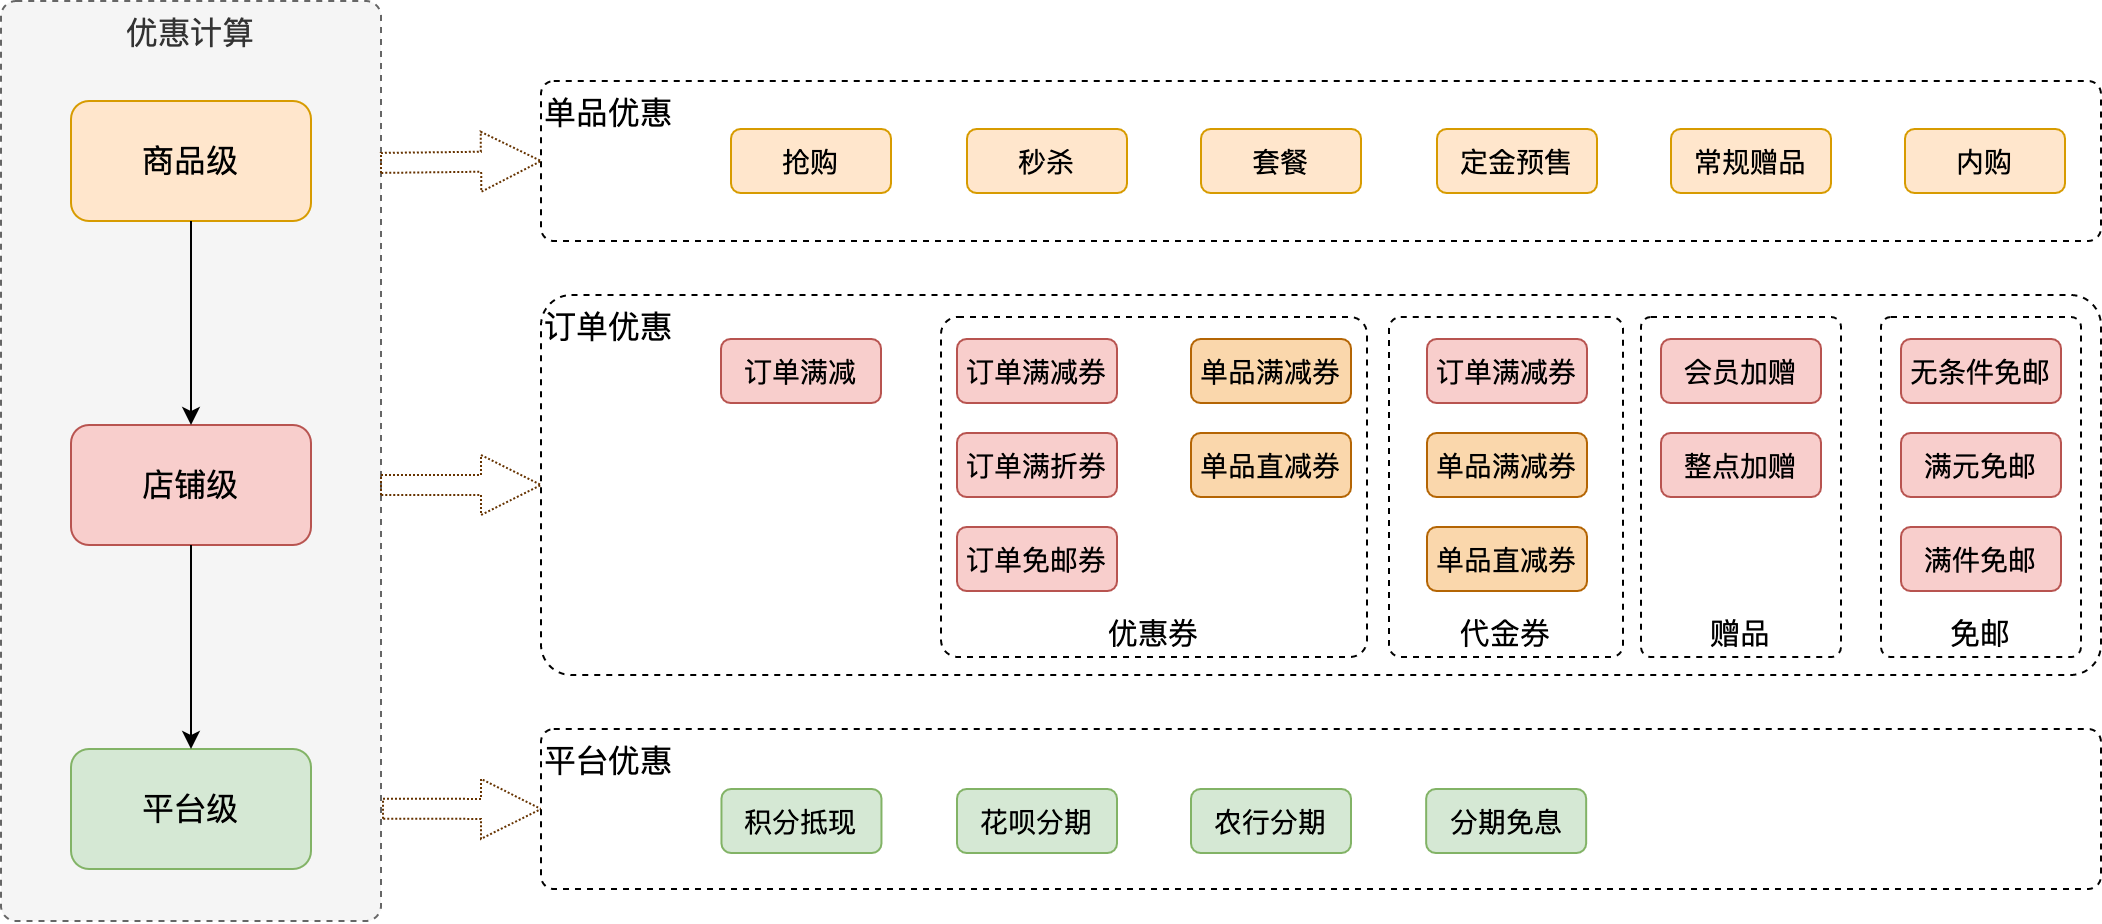 优惠计算
商品级
店铺级
平台级
单品优惠
抢购
秒杀
套餐
定金预售
常规赠品
内购
订单优惠
订单满减
订单满减券
单品满减券
订单满折券
单品直减券
订单免邮券
优惠券
订单满减券
单品满减券
单品直减券
代金券
会员加赠
整点加赠
赠品
无条件免邮
满元免邮
满件免邮
免邮
平台优惠
积分抵现
花呗分期
农行分期
分期免息